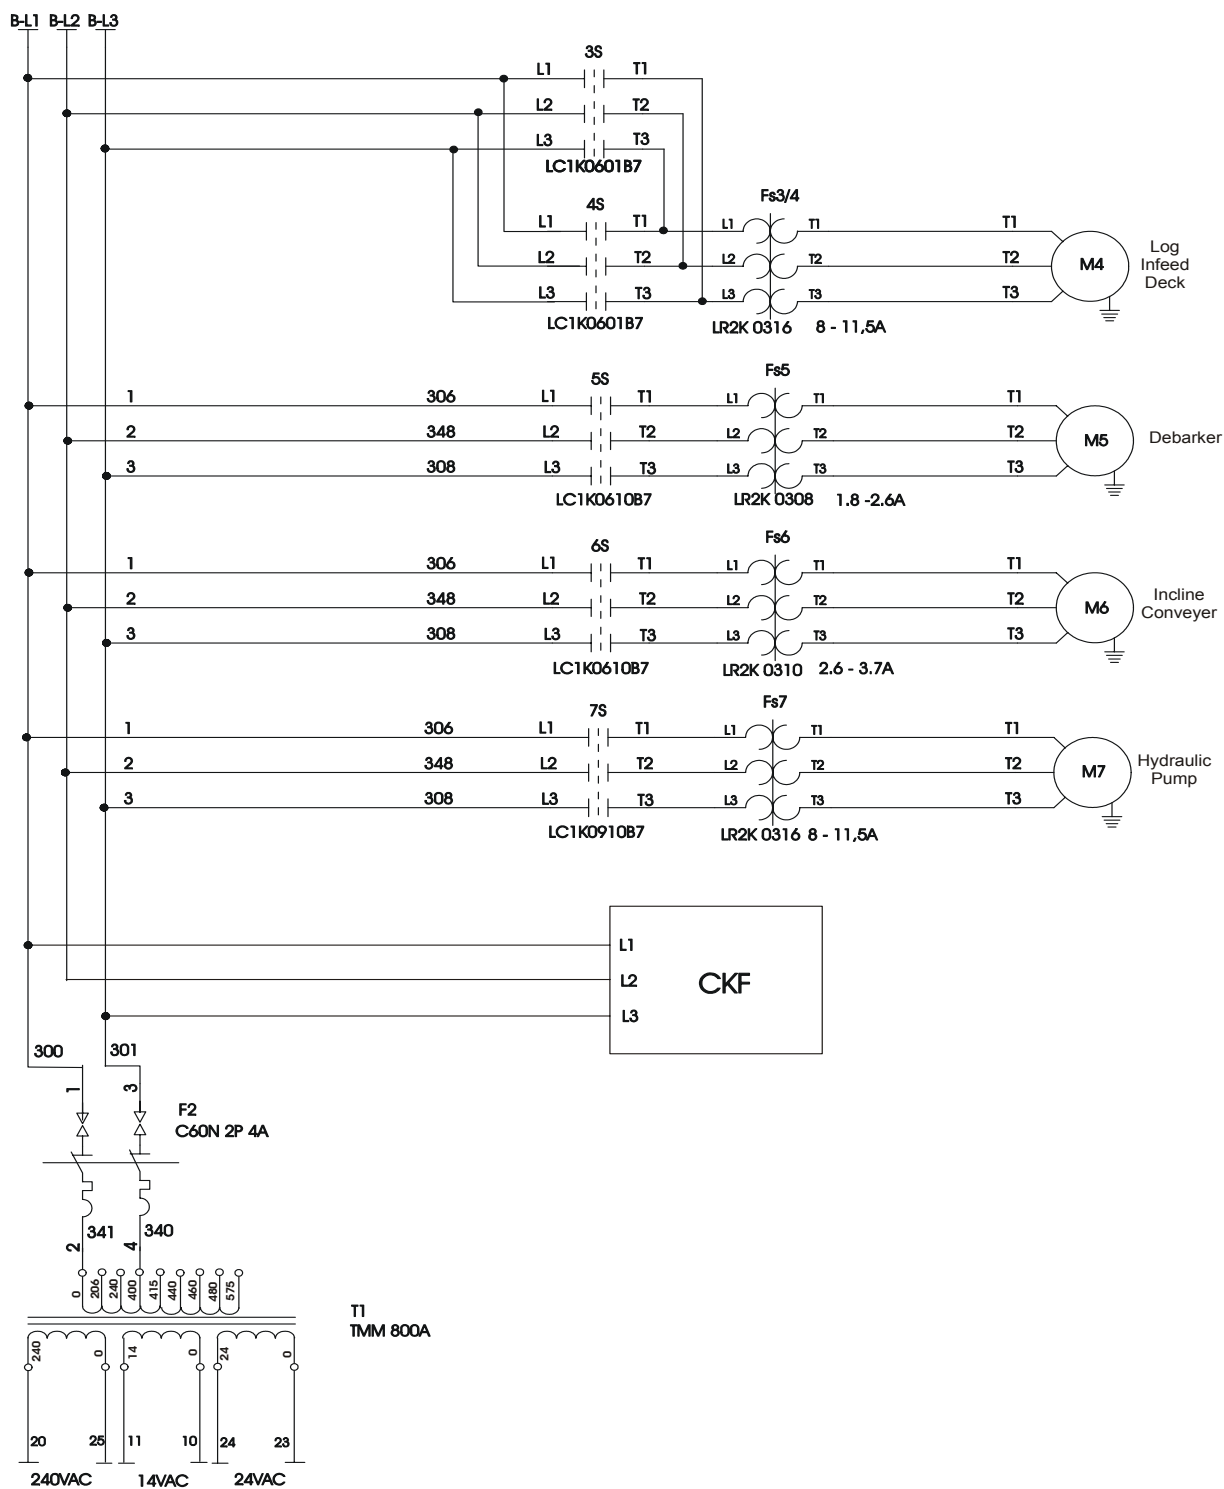 B-L1 B-L2 B-L3
3S
L1 T1
L2 T2
L3 T3
LC1K0601B7
4S
L1 T1
L2 T2
L3 T3
LC1K0601B7
Fs3/4
L1 T1
L2 T2
L3 T3
LR2K 0316 8 - 11,5A
T1
T2
T3
M4
Log
Infeed
Deck
5S
Fs5
1 306 L1 T1 L1 T1 T1
2 348 L2 T2 L2 T2 T2
3 308 L3 T3 L3 T3 T3
LC1K0610B7
LR2K 0308 1.8 -2.6A
M5
Debarker
6S
Fs6
1 306 L1 T1 L1 T1 T1
2 348 L2 T2 L2 T2 T2
3 308 L3 T3 L3 T3 T3
LC1K0610B7
LR2K 0310 2.6 - 3.7A
M6
Incline
Conveyer
7S
Fs7
1 306 L1 T1 L1 T1 T1
2 348 L2 T2 L2 T2 T2
3 308 L3 T3 L3 T3 T3
LC1K0910B7
LR2K 0316 8 - 11,5A
M7
Hydraulic
Pump
L1
L2
L3
CKF
300 301
1 3
F2
C60N 2P 4A
341 340
2 4
0 206 240 400 415 440 460 480 575
T1
TMM 800A
240 0 14 0 24 0
20 25 11 10 24 23
240VAC 14VAC 24VAC